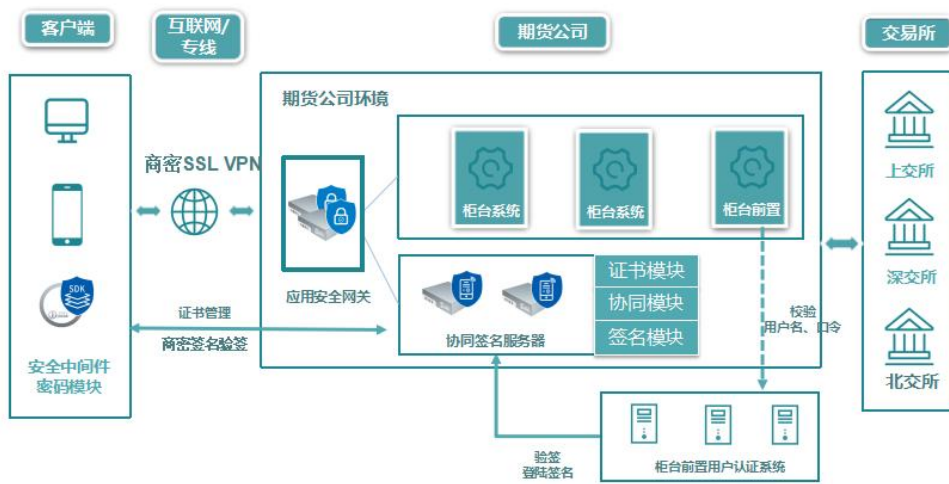 客户端
互联网/
专线
期货公司
交易所
期货公司环境
商密SSL VPN
柜台系统
柜台系统
柜台前置
上交所
应用安全网关
SDK
证书模块
协同模块
签名模块
深交所
证书管理
商密签名验签
协同签名服务器
校验
用户名、口令
安全中间件
密码模块
北交所
验签
登陆签名
柜台前置用户认证系统